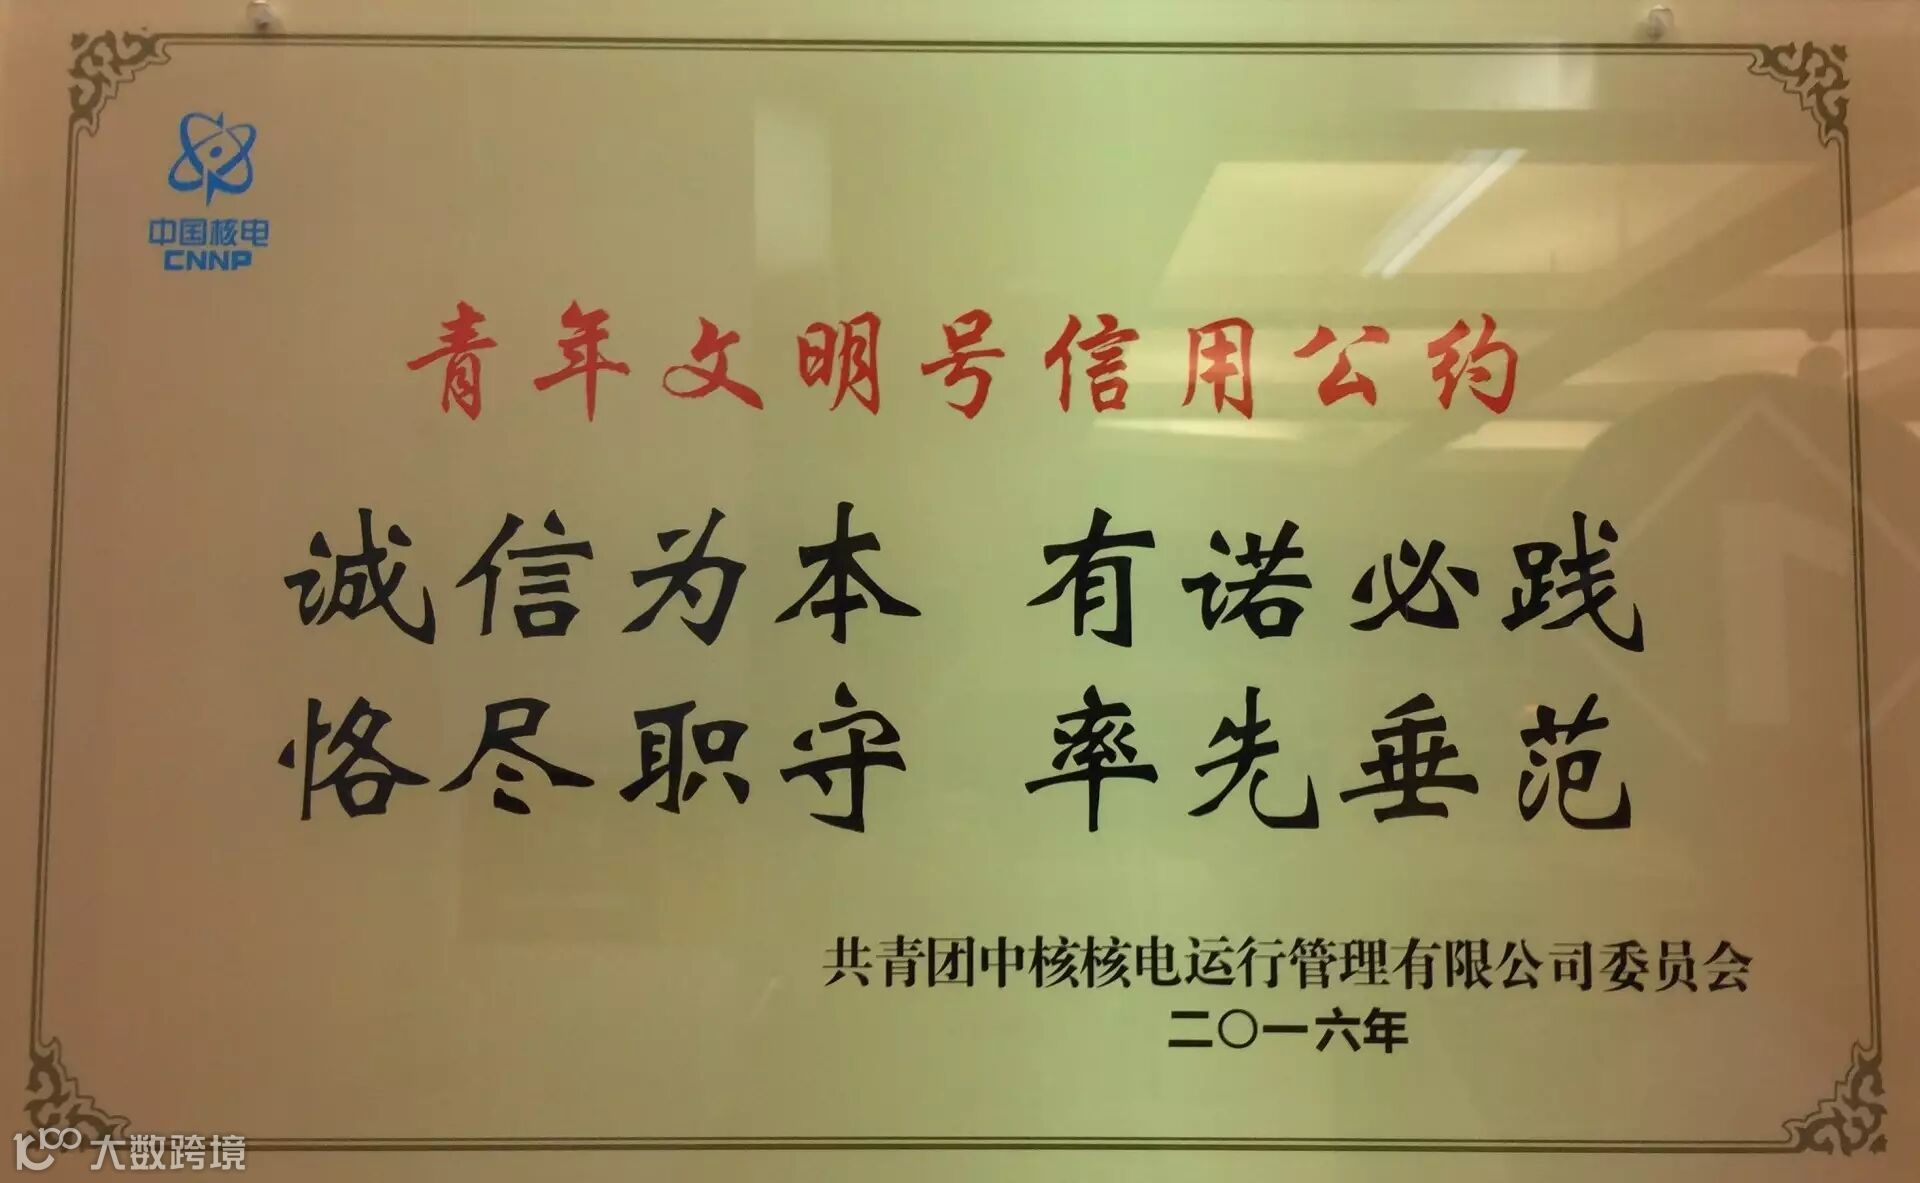 中国核电
CNNP
青年文明号信用公约
诚信为本 有诺必践
恪尽职守 率先垂范
共青团中核核电运行管理有限公司委员会
二〇一六年
大数跨境